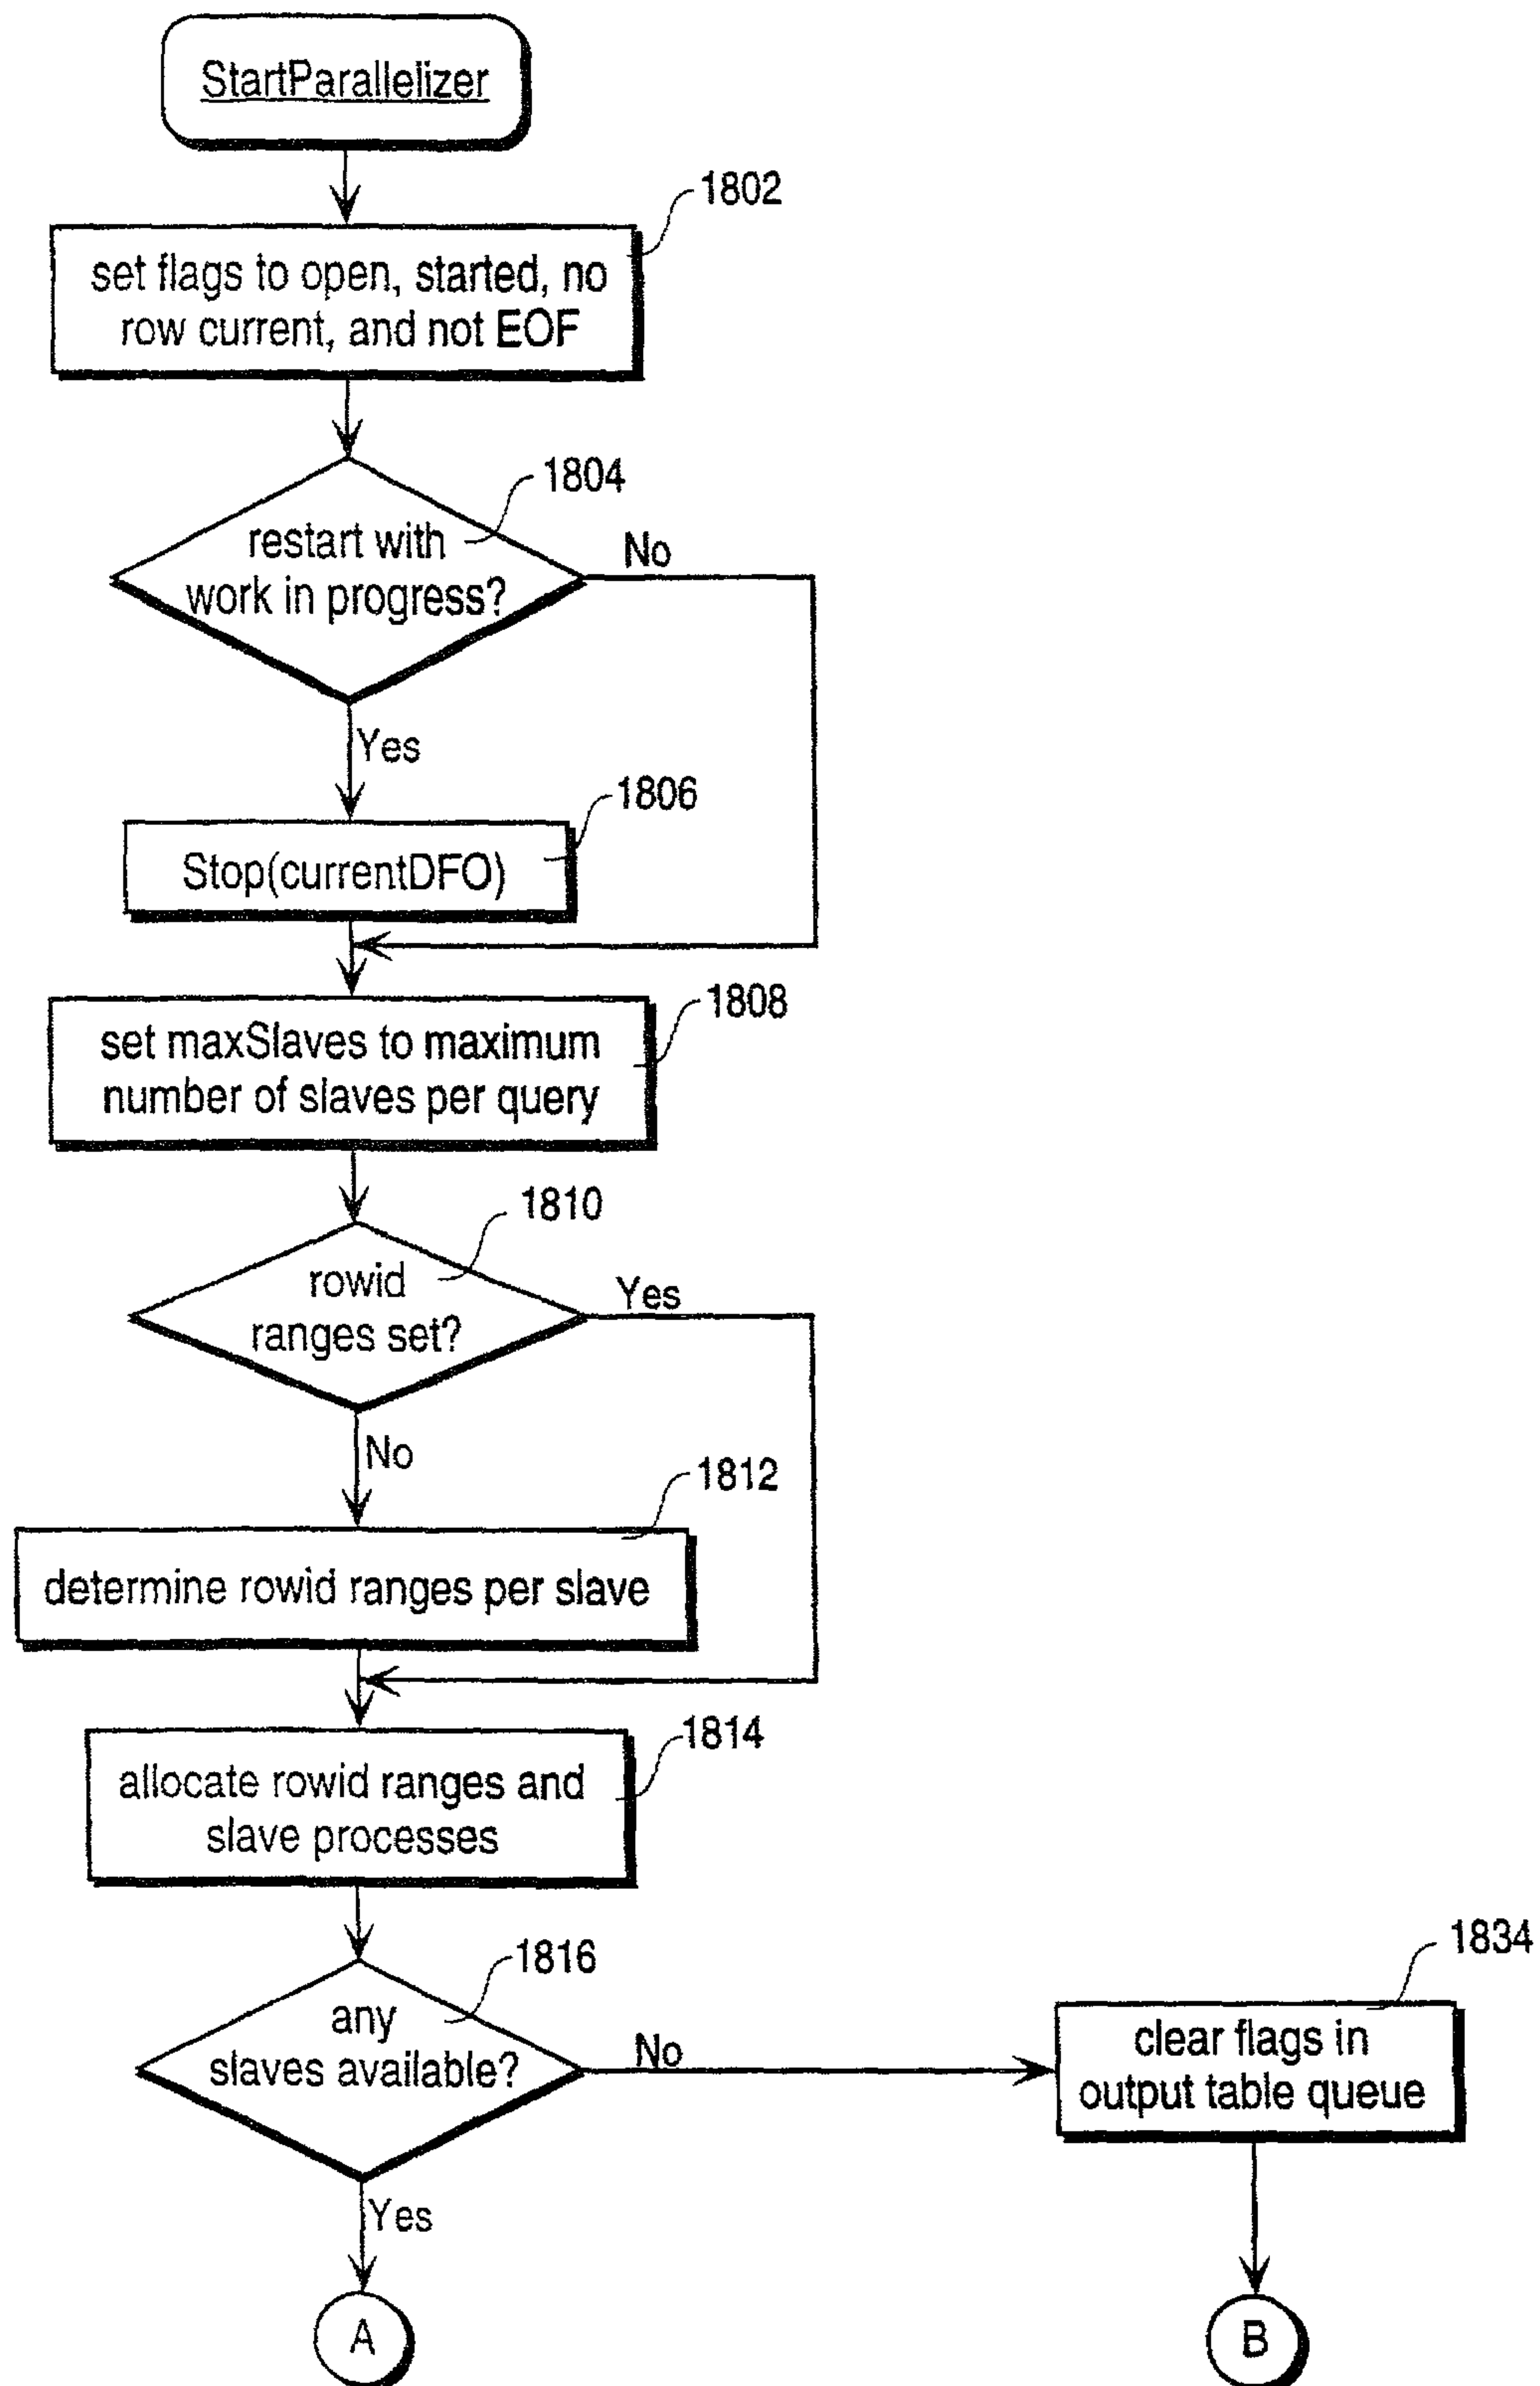 StartParallelizer
1802
set flags to open, started, no
row current, and not EOF
1804
restart with
work in progress?
No
Yes
1806
Stop(currentDFO)
1808
set maxSlaves to maximum
number of slaves per query
1810
rowid
ranges set?
Yes
No
1812
determine rowid ranges per slave
1814
allocate rowid ranges and
slave processes
1816
any
slaves available?
No
1834
clear flags in
output table queue
Yes
A
B